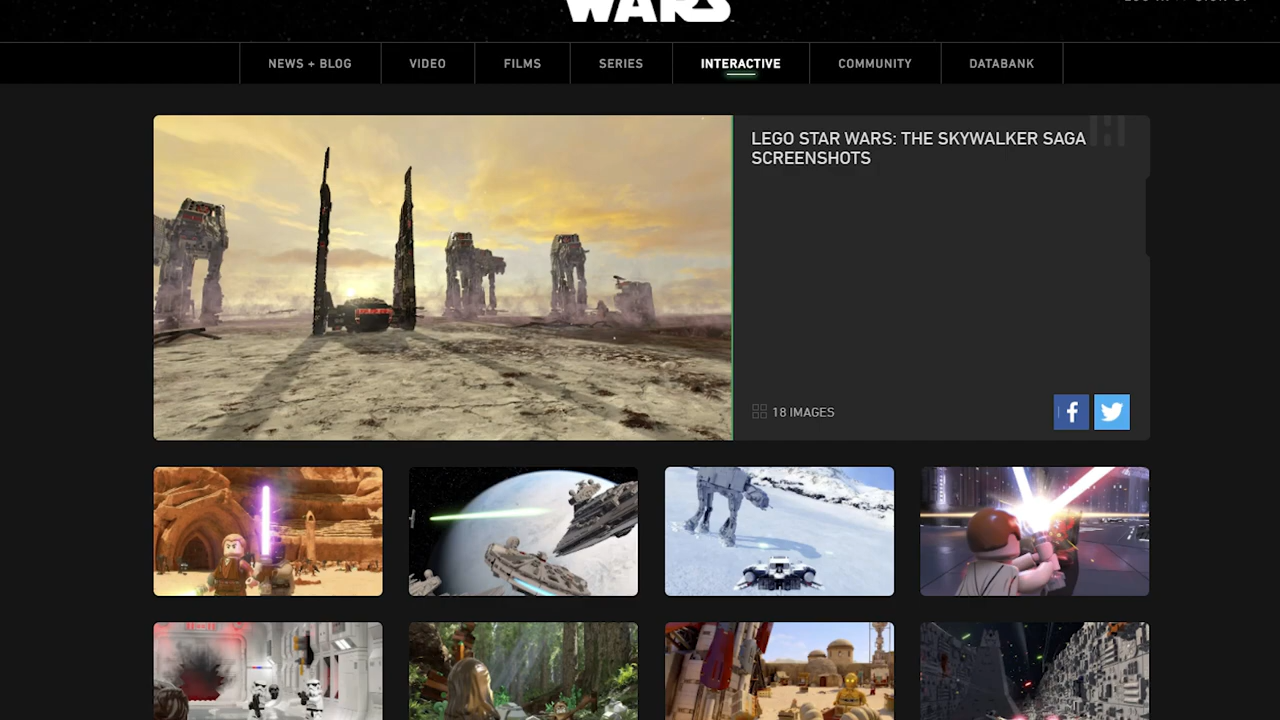 WARS
NEWS + BLOG
VIDEO
FILMS
SERIES
INTERACTIVE
COMMUNITY
DATABANK
LEGO STAR WARS: THE SKYWALKER SAGA
SCREENSHOTS
18 IMAGES